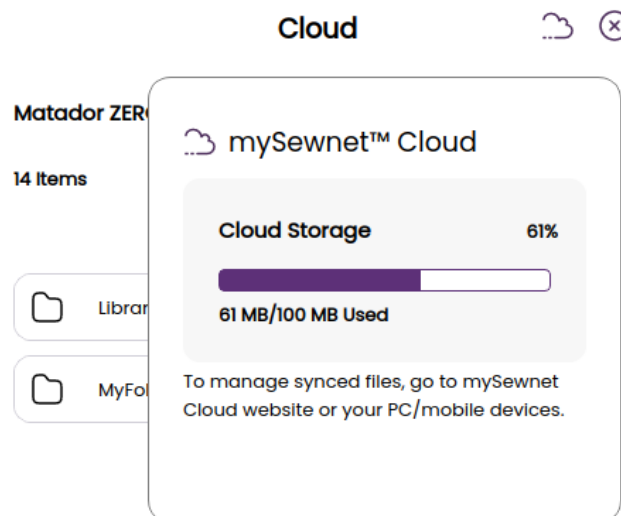 Cloud
Matador ZER
mySewnet™ Cloud
14 Items
Cloud Storage 61%
61 MB/100 MB Used
Librar
MyFol
To manage synced files, go to mySewnet
Cloud website or your PC/mobile devices.